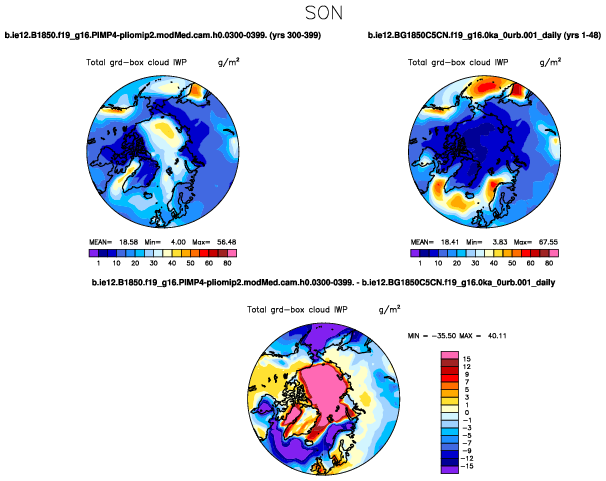 SON
b.ie12.B1850.f19_g16.PIMP4-pliomip2.modMed.cam.h0.0300-0399. (yrs 300-399)
b.ie12.BG1850C5CN.f19_g16.0ka_0urb.001_daily (yrs 1-48)
Total grd-box cloud IWP g/m²
Total grd-box cloud IWP g/m²
MEAN= 18.58 Min= 4.00 Max= 56.48
MEAN= 18.41 Min= 3.83 Max= 67.55
1 10 20 30 40 50 60 80
1 10 20 30 40 50 60 80
b.ie12.B1850.f19_g16.PIMP4-pliomip2.modMed.cam.h0.0300-0399. - b.ie12.BG1850C5CN.f19_g16.0ka_0urb.001_daily
Total grd-box cloud IWP g/m²
MIN = -35.50 MAX = 40.11
15
12
9
7
5
3
1
0
-1
-3
-5
-7
-9
-12
-15